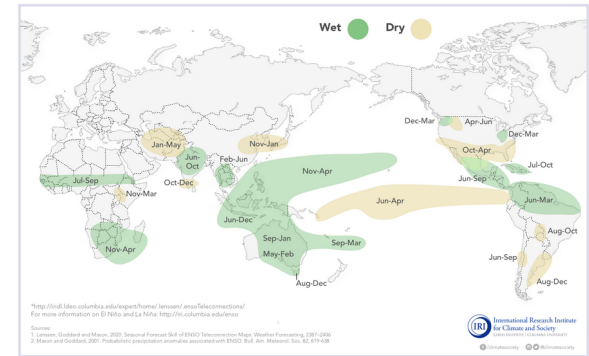 Wet Dry
Dec-Mar
Apr-Jun
Dec-Mar
Jan-May
Nov-Jan
Oct-Apr
Jun-
Oct
Feb-Jun
Nov-Apr
Jul-Oct
Jul-Sep
Oct-Dec
Jun-Sep
Nov-Mar
Jun-Apr
Jun-Mar
Jun-Dec
Nov-Apr
Sep-Jan
Sep-Mar
Aug-Oct
May-Feb
Jun-Sep
Aug-Dec
Aug-Dec
*http://iridl.ldeo.columbia.edu/expert/home/.lenssen/.ensoTeleconnections/
For more information on El Niño and La Niña: http://iri.columbia.edu/enso
Sources:
1. Lenssen, Goddard and Mason, 2020. Seasonal Forecast Skill of ENSO Teleconnection Maps. Weather Forecasting, 2387-2406
2. Mason and Goddard, 2001. Probabilistic precipitation anomalies associated with ENSO. Bull. Am. Meteorol. Soc. 82, 619-638
IRI
International Research Institute
for Climate and Society
@climatesociety